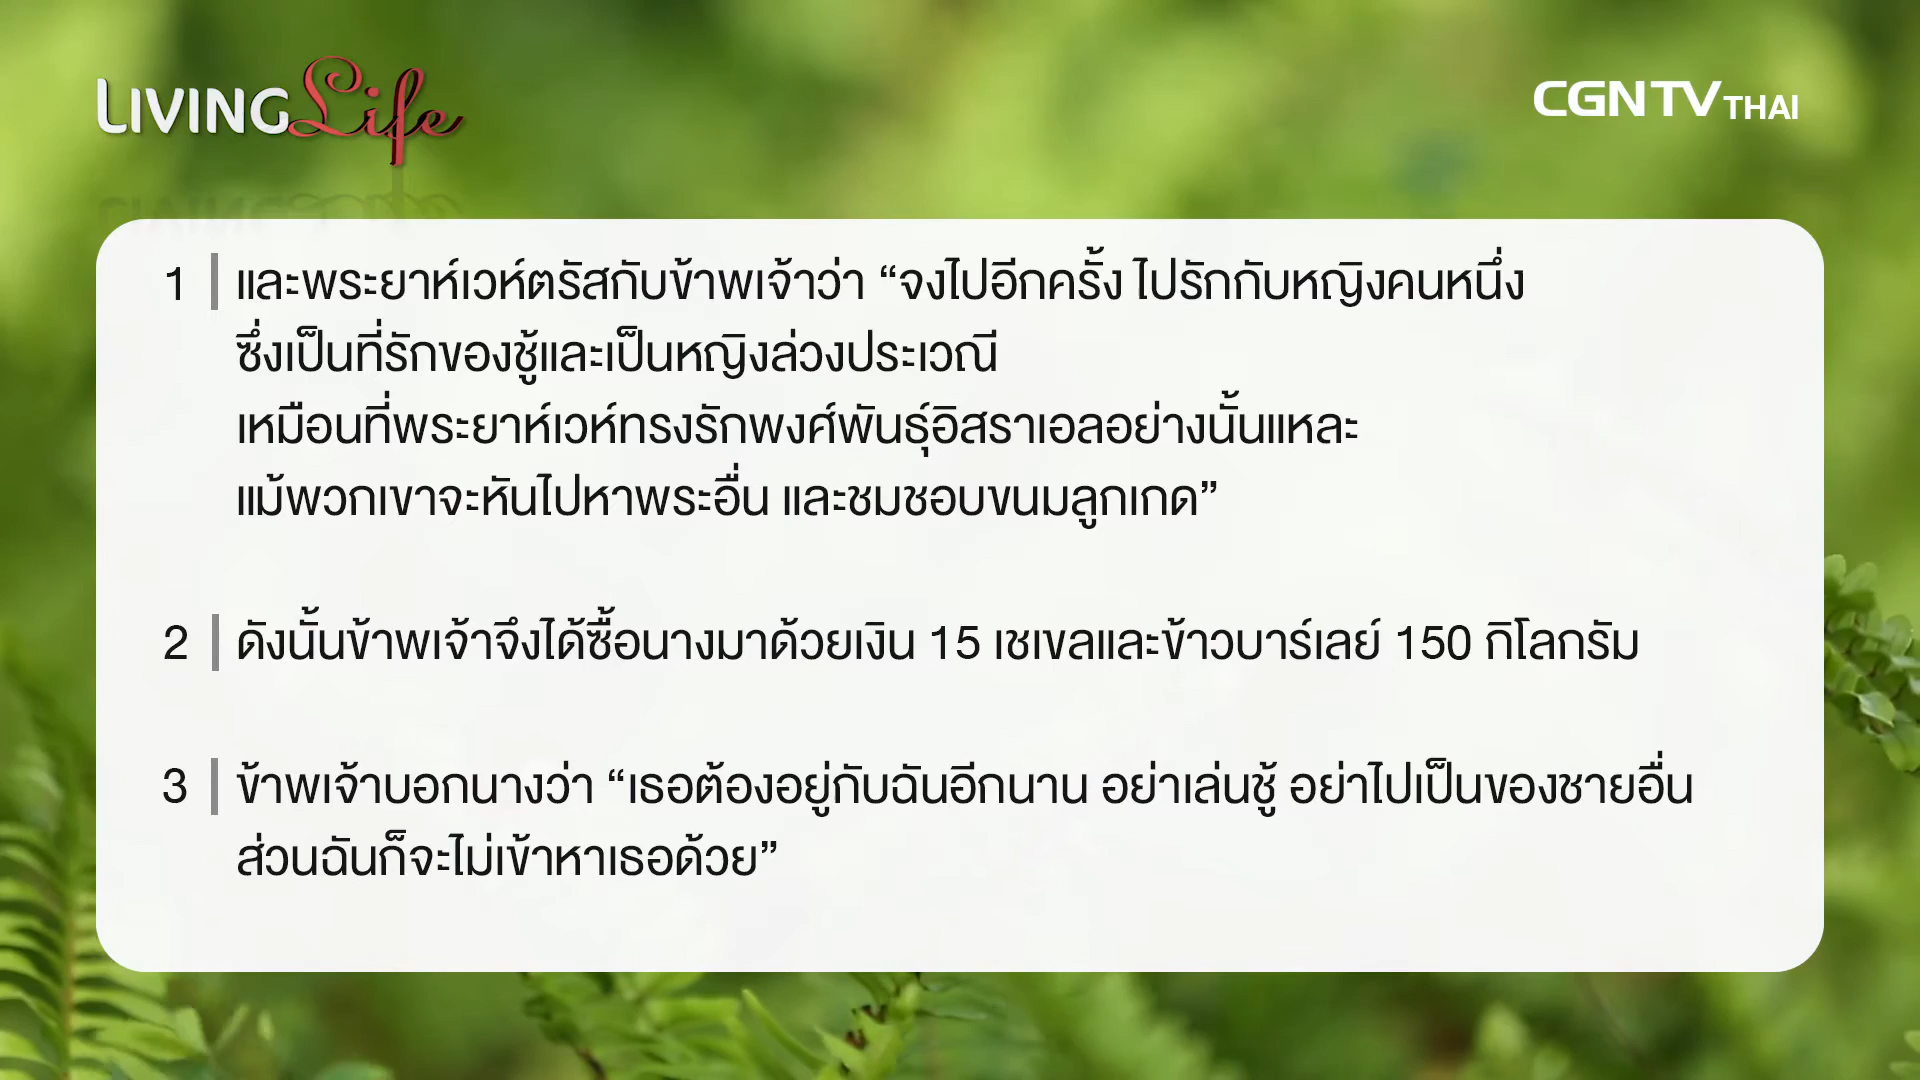 LIVING Life
CGNTV THAI
1 และพระยาห์เวห์ตรัสกับข้าพเจ้าว่า “จงไปอีกครั้ง ไปรักกับหญิงคนหนึ่ง
ซึ่งเป็นที่รักของชู้และเป็นหญิงล่วงประเวณี
เหมือนที่พระยาห์เวห์ทรงรักพงศ์พันธุ์อิสราเอลอย่างนั้นแหละ
แม้พวกเขาจะหันไปหาพระอื่น และชมชอบขนมลูกเกด”
2 ดังนั้นข้าพเจ้าจึงได้ซื้อนางมาด้วยเงิน 15 เชเขลและข้าวบาร์เลย์ 150 กิโลกรัม
3 ข้าพเจ้าบอกนางว่า “เธอต้องอยู่กับฉันอีกนาน อย่าเล่นชู้ อย่าไปเป็นของชายอื่น
ส่วนฉันก็จะไม่เข้าหาเธอด้วย”